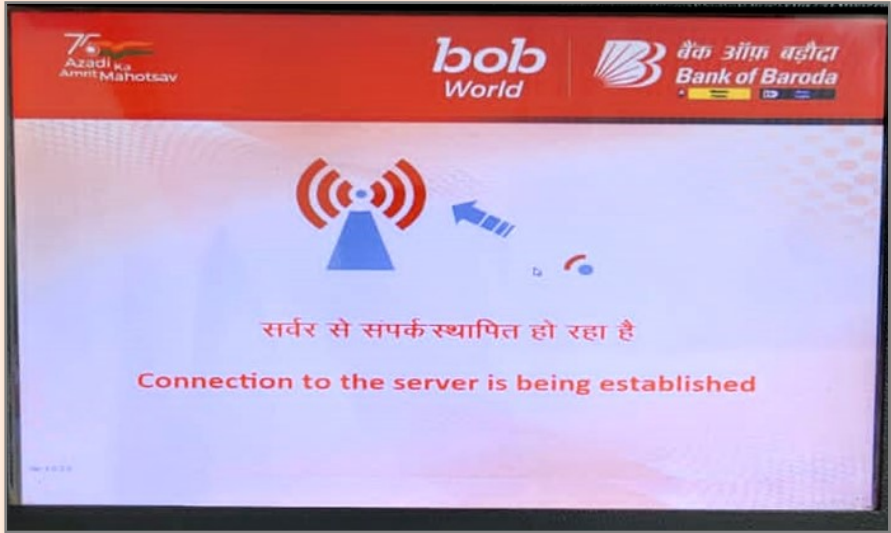 75
Azadi Ka
Amrit Mahotsav
bob
World
बैंक ऑफ़ बड़ौदा
Bank of Baroda
सर्वर से संपर्क स्थापित हो रहा है
Connection to the server is being established